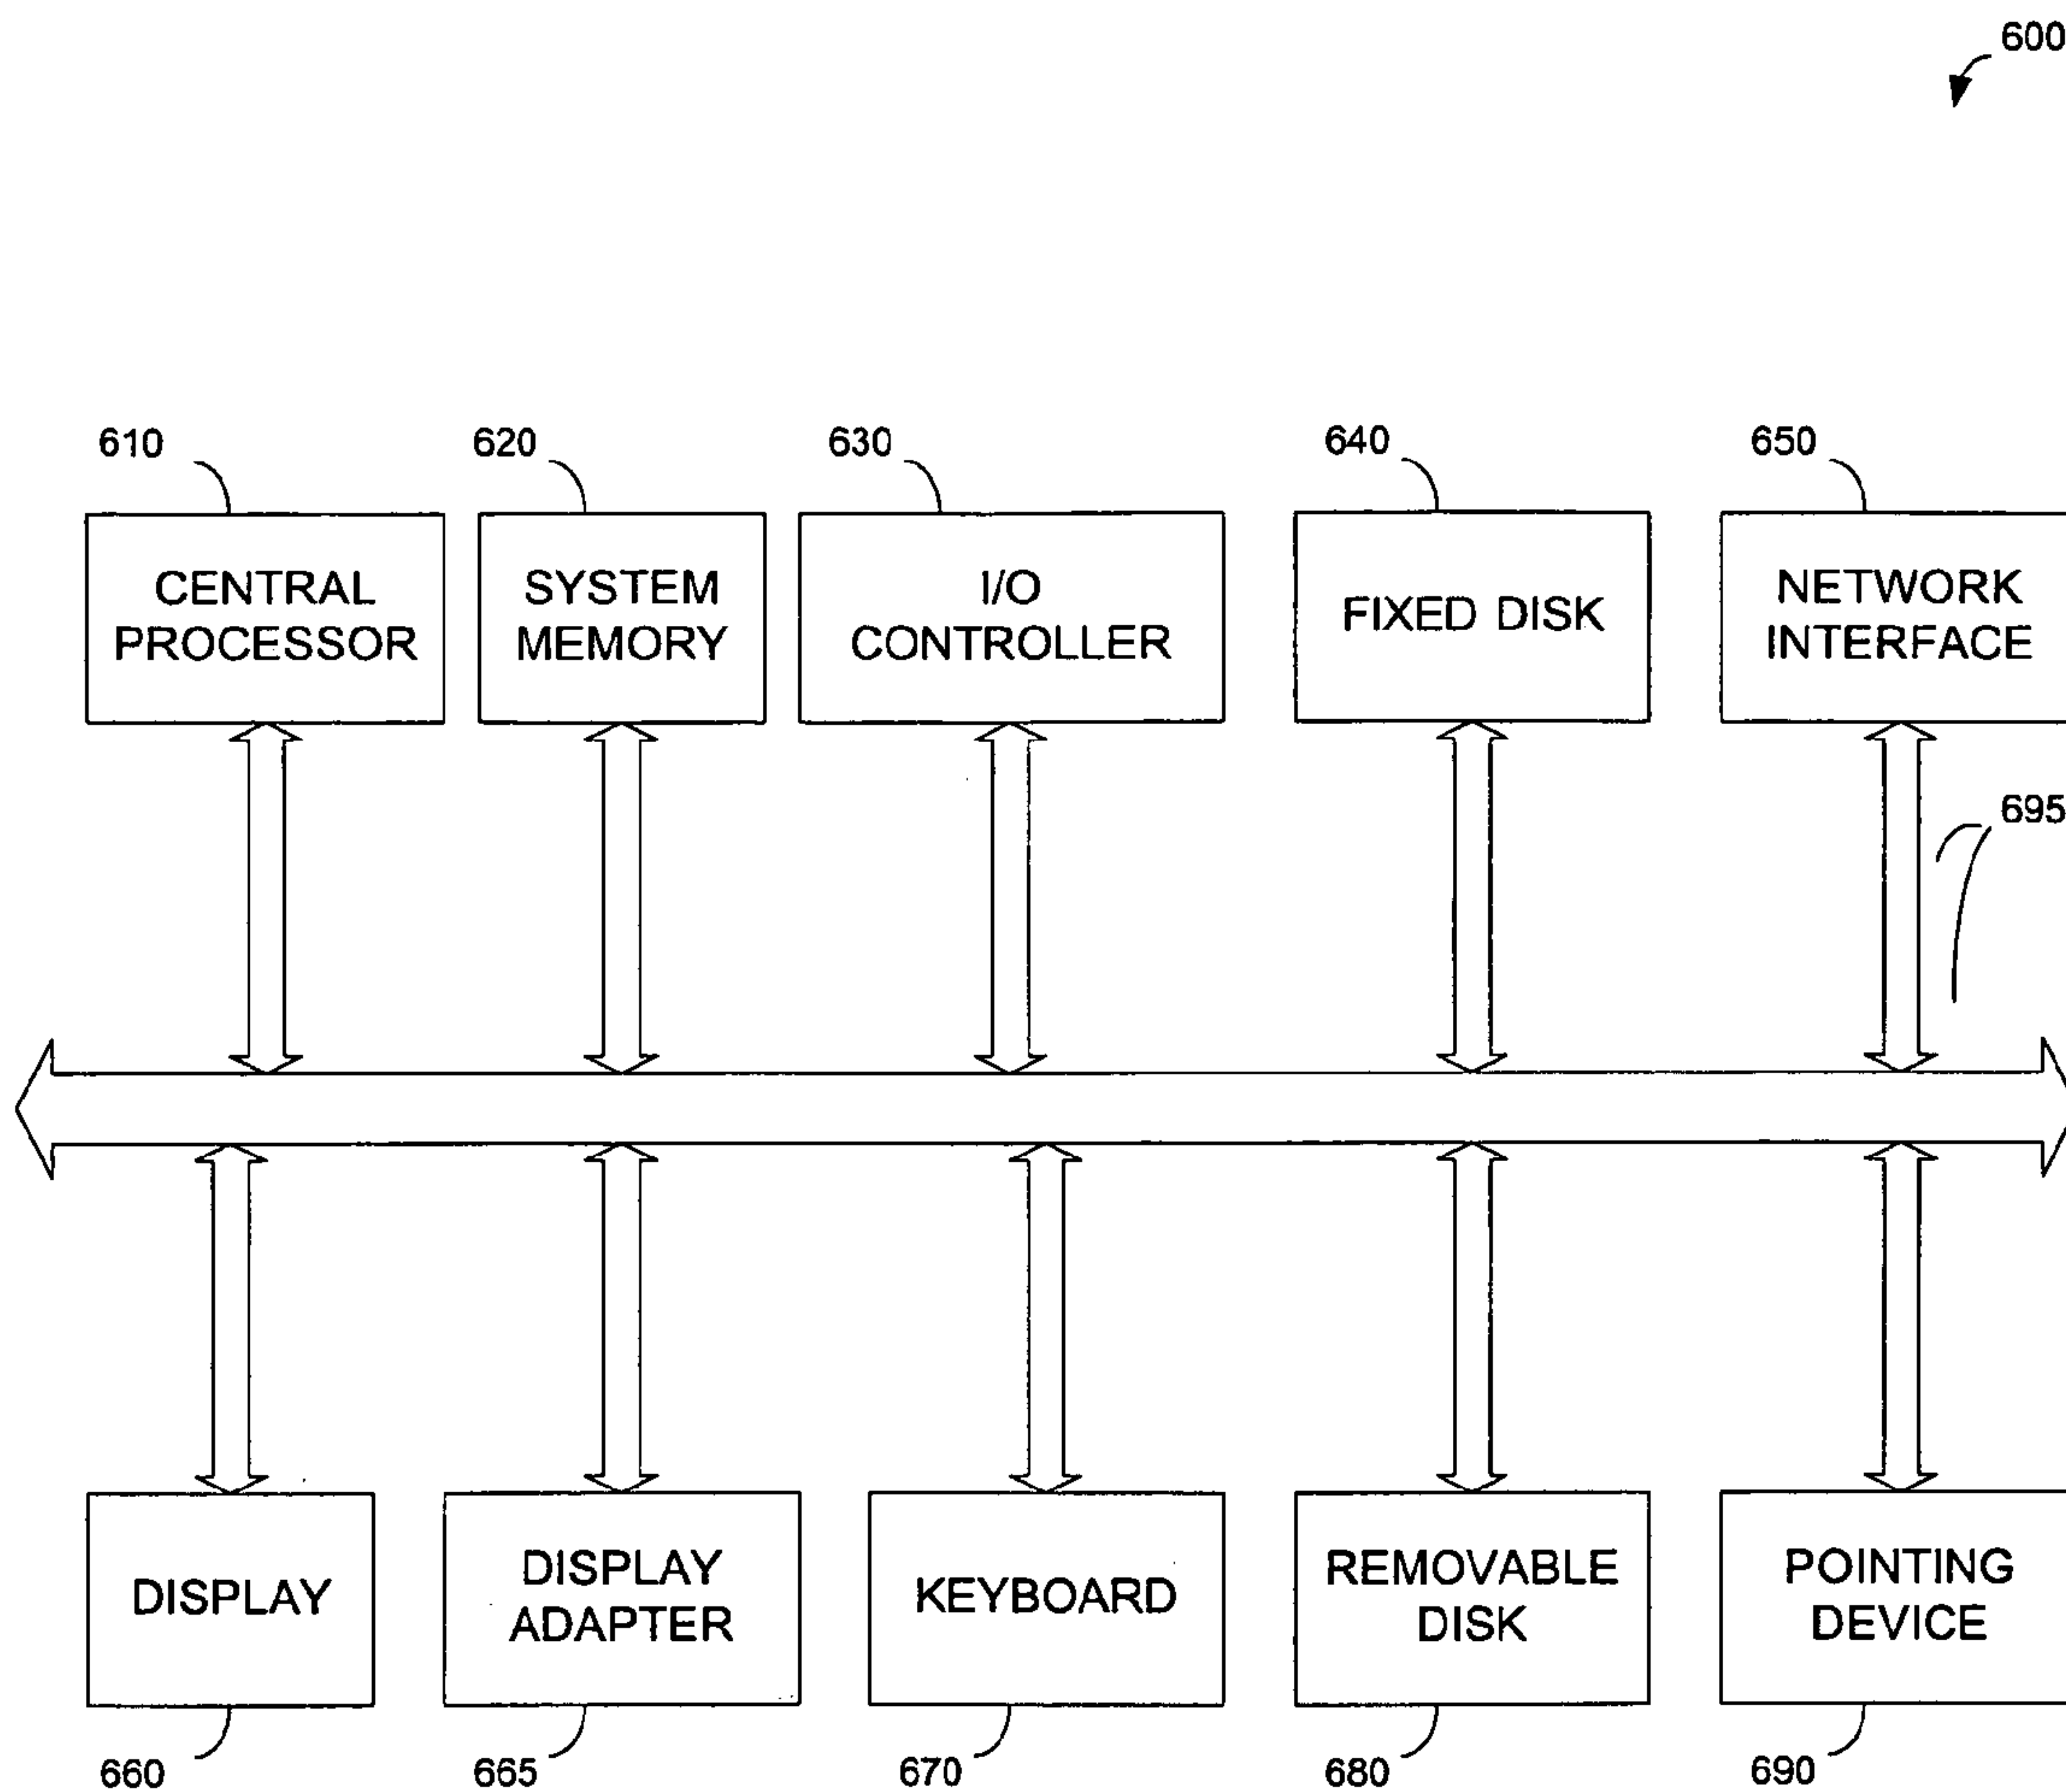 600
610
620
630
640
650
CENTRAL
PROCESSOR
SYSTEM
MEMORY
I/O
CONTROLLER
FIXED DISK
NETWORK
INTERFACE
695
DISPLAY
DISPLAY
ADAPTER
KEYBOARD
REMOVABLE
DISK
POINTING
DEVICE
660
665
670
680
690